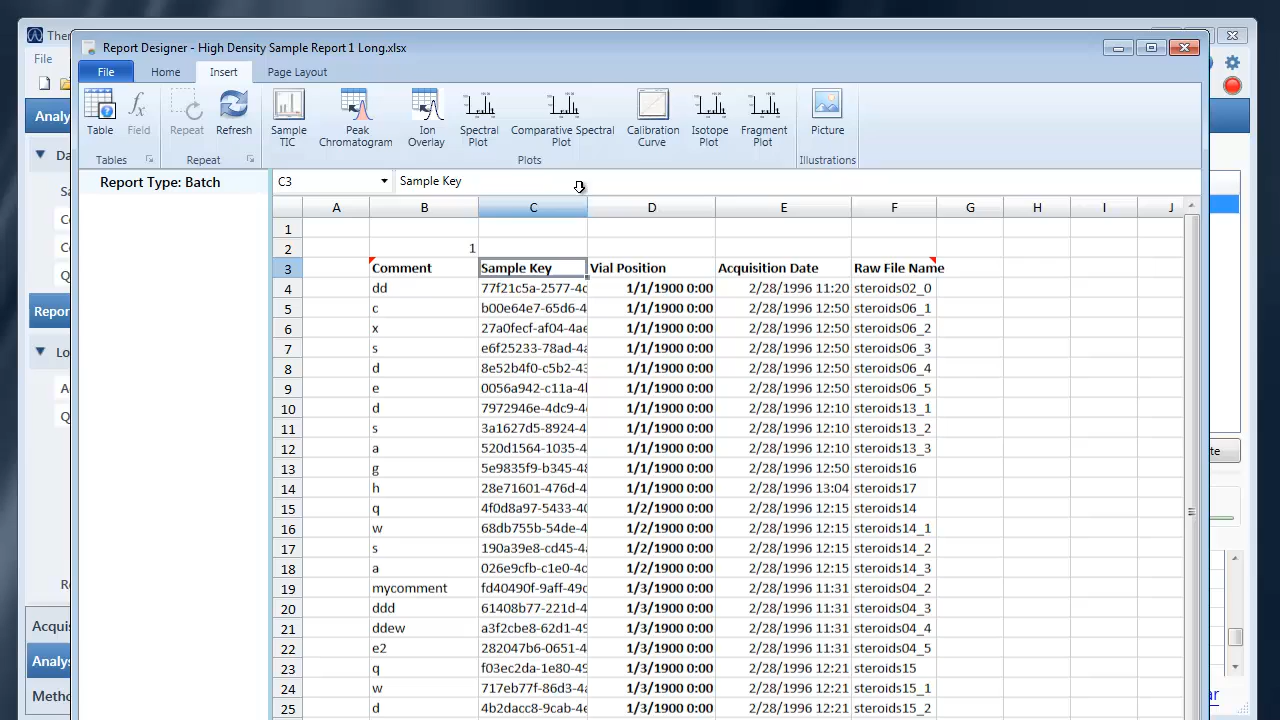 Ther
Report Designer - High Density Sample Report 1 Long.xlsx
File
File Home Insert Page Layout
Table
Field
Repeat
Refresh
Sample TIC
Peak Chromatogram
Ion Overlay
Spectral Plot
Comparative Spectral Plot
Calibration Curve
Isotope Plot
Fragment Plot
Picture
Tables Repeat Plots Illustrations
Analy
Da
Sa
Report Type: Batch
C3 Sample Key
A B C D E F G H I J
1
2 1
3 Comment Sample Key Vial Position Acquisition Date Raw File Name
4 dd 77f21c5a-2577-4c 1/1/1900 0:00 2/28/1996 11:20 steroids02_0
5 c b00e64e7-65d6-4 1/1/1900 0:00 2/28/1996 12:50 steroids06_1
6 x 27a0fecf-af04-4ae 1/1/1900 0:00 2/28/1996 12:50 steroids06_2
7 s e6f25233-78ad-4a 1/1/1900 0:00 2/28/1996 12:50 steroids06_3
8 d 8e52b4f0-c5b2-43 1/1/1900 0:00 2/28/1996 12:50 steroids06_4
9 e 0056a942-c11a-4l 1/1/1900 0:00 2/28/1996 12:50 steroids06_5
10 d 7972946e-4dc9-4 1/1/1900 0:00 2/28/1996 12:10 steroids13_1
11 s 3a1627d5-8924-4 1/1/1900 0:00 2/28/1996 12:10 steroids13_2
12 a 520d1564-1035-4 1/1/1900 0:00 2/28/1996 12:10 steroids13_3
13 g 5e9835f9-b345-48 1/1/1900 0:00 2/28/1996 12:50 steroids16
14 h 28e71601-476d-4 1/1/1900 0:00 2/28/1996 13:04 steroids17
15 q 4f0d8a97-5433-40 1/2/1900 0:00 2/28/1996 12:15 steroids14
16 w 68db755b-54de-4 1/2/1900 0:00 2/28/1996 12:15 steroids14_1
17 s 190a39e8-cd45-4a 1/2/1900 0:00 2/28/1996 12:15 steroids14_2
18 a 026e9cfb-c1e0-4c 1/2/1900 0:00 2/28/1996 12:15 steroids14_3
19 mycomment fd40490f-9aff-49c 1/3/1900 0:00 2/28/1996 11:31 steroids04_2
20 ddd 61408b77-221d-4 1/3/1900 0:00 2/28/1996 11:31 steroids04_3
21 ddew a3f2cbe8-62d1-49 1/3/1900 0:00 2/28/1996 11:31 steroids04_4
22 e2 282047b6-0651-4 1/3/1900 0:00 2/28/1996 11:31 steroids04_5
23 q f03ec2da-1e80-49 1/3/1900 0:00 2/28/1996 12:21 steroids15
24 w 717eb77f-86d3-4a 1/3/1900 0:00 2/28/1996 12:21 steroids15_1
25 d 4b2dacc8-9cab-4e 1/3/1900 0:00 2/28/1996 12:21 steroids15_2
Repor
Lo
Re
Acquis
Analys
Metho
te
ar